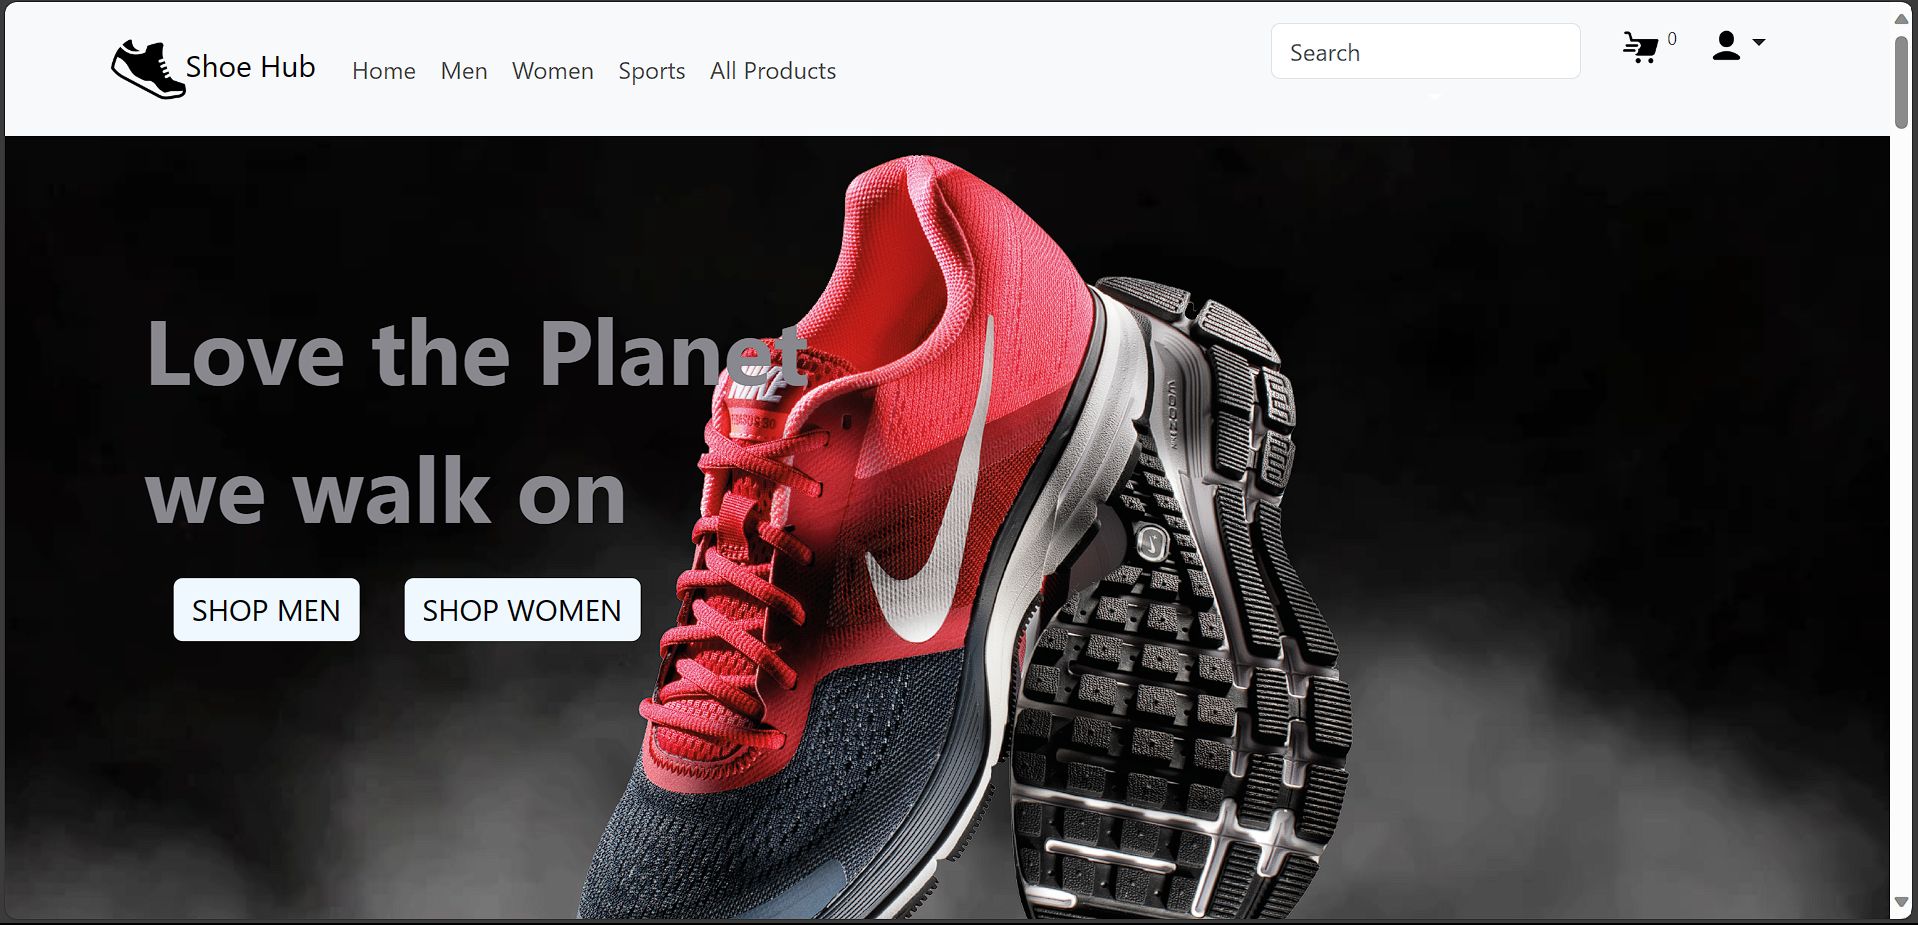 Shoe Hub
Home Men Women Sports All Products
Search
0
Love the Planet
we walk on
NIKE
SHOP MEN SHOP WOMEN